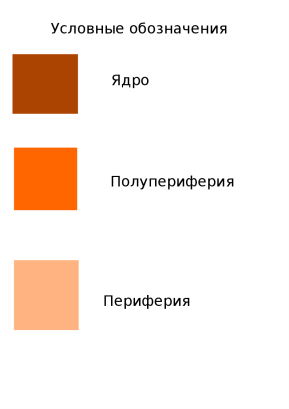 Условные обозначения
Ядро
Полупериферия
Периферия